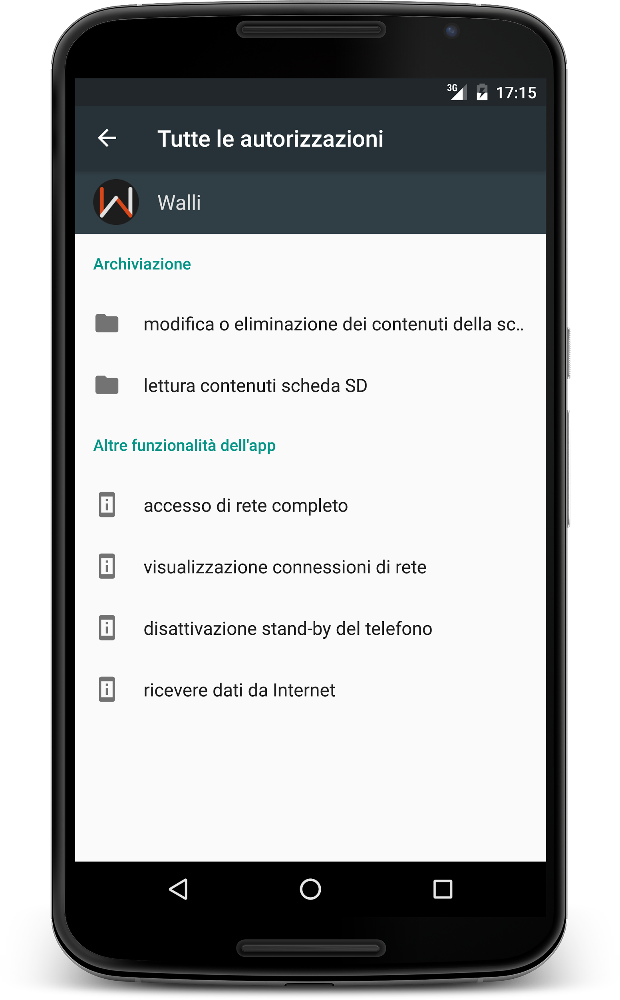 3G 17:15
Tutte le autorizzazioni
Walli
Archiviazione
modifica o eliminazione dei contenuti della sc..
lettura contenuti scheda SD
Altre funzionalità dell'app
accesso di rete completo
visualizzazione connessioni di rete
disattivazione stand-by del telefono
ricevere dati da Internet